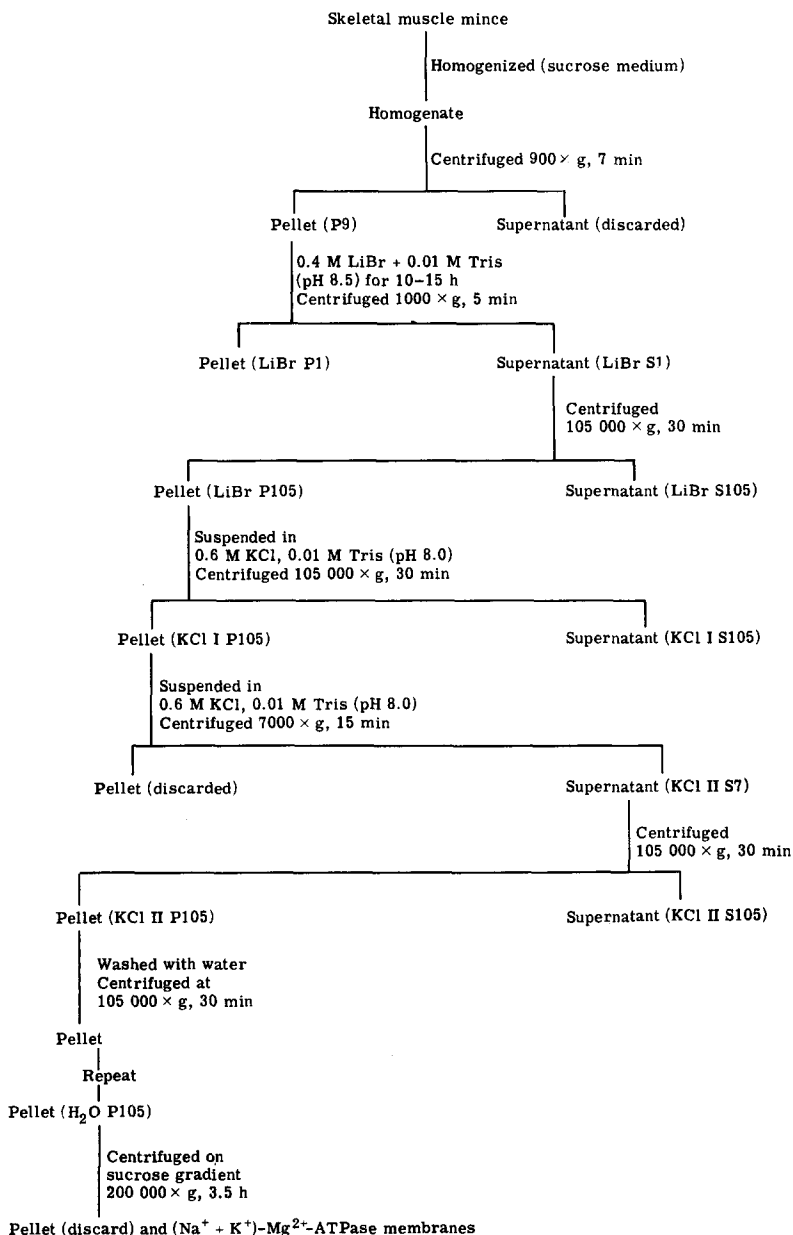 Skeletal muscle mince
Homogenized (sucrose medium)
Homogenate
Centrifuged 900 × g, 7 min
Pellet (P9)
Supernatant (discarded)
0.4 M LiBr + 0.01 M Tris
(pH 8.5) for 10–15 h
Centrifuged 1000 × g, 5 min
Pellet (LiBr P1)
Supernatant (LiBr S1)
Centrifuged
105 000 × g, 30 min
Pellet (LiBr P105)
Supernatant (LiBr S105)
Suspended in
0.6 M KCl, 0.01 M Tris (pH 8.0)
Centrifuged 105 000 × g, 30 min
Pellet (KCl I P105)
Supernatant (KCl I S105)
Suspended in
0.6 M KCl, 0.01 M Tris (pH 8.0)
Centrifuged 7000 × g, 15 min
Pellet (discarded)
Supernatant (KCl II S7)
Centrifuged
105 000 × g, 30 min
Pellet (KCl II P105)
Supernatant (KCl II S105)
Washed with water
Centrifuged at
105 000 × g, 30 min
Pellet
Repeat
Pellet (H₂O P105)
Centrifuged on
sucrose gradient
200 000 × g, 3.5 h
Pellet (discard) and (Na⁺ + K⁺)-Mg²⁺-ATPase membranes